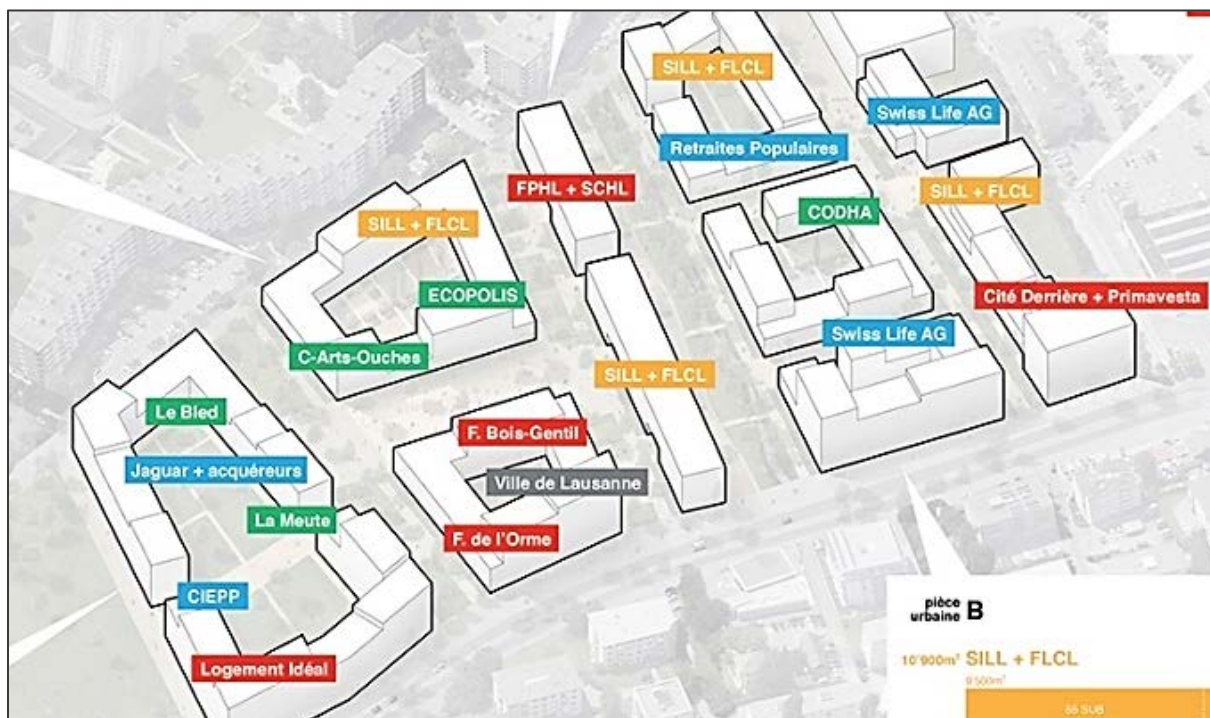 SILL + FLCL
Swiss Life AG
Retraites Populaires
FPHL + SCHL
SILL + FLCL
CODHA
SILL + FLCL
ECOPOLIS
Cité Derrière + Primavesta
Swiss Life AG
C-Arts-Ouches
SILL + FLCL
Le Bled
F. Bois-Gentil
Jaguar + acquéreurs
Ville de Lausanne
La Meute
F. de l'Orme
CIEPP
Logement Idéal
pièce
urbaine B
10'900m² SILL + FLCL
9'500m²